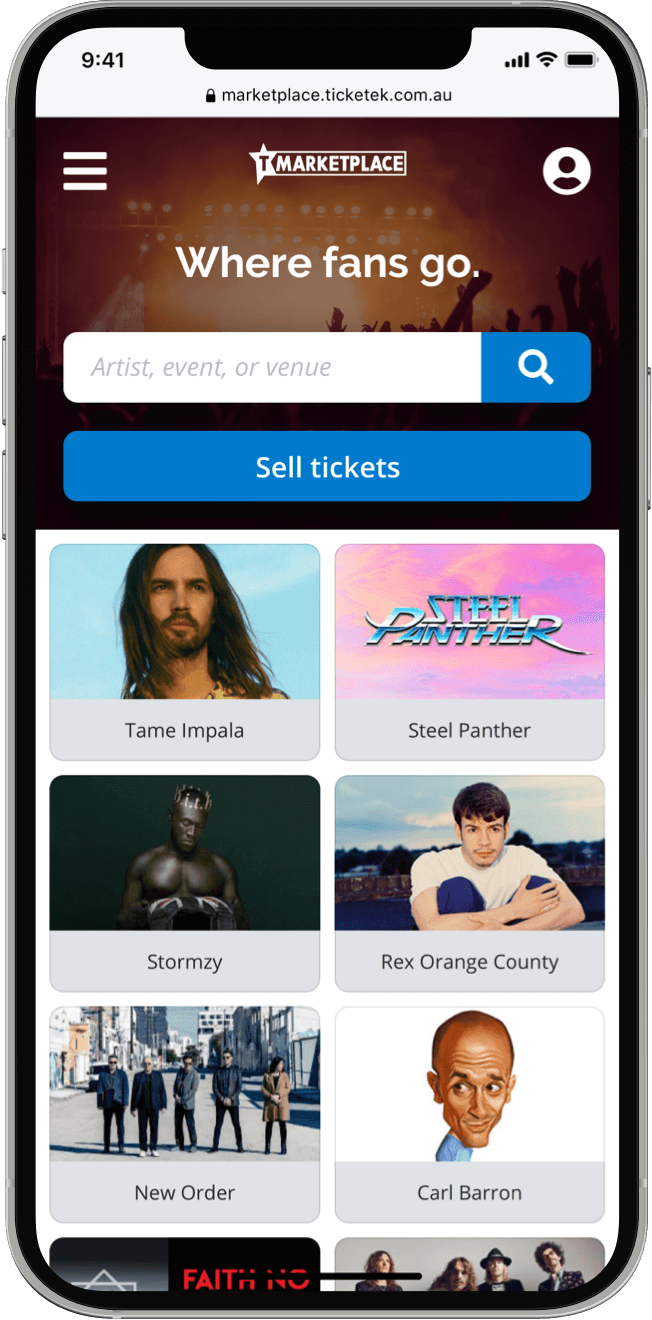 9:41
marketplace.ticketek.com.au
T MARKETPLACE
Where fans go.
Artist, event, or venue
Sell tickets
STEEL
PANTHER
Tame Impala
Steel Panther
Stormzy
Rex Orange County
New Order
Carl Barron
FAITH NO